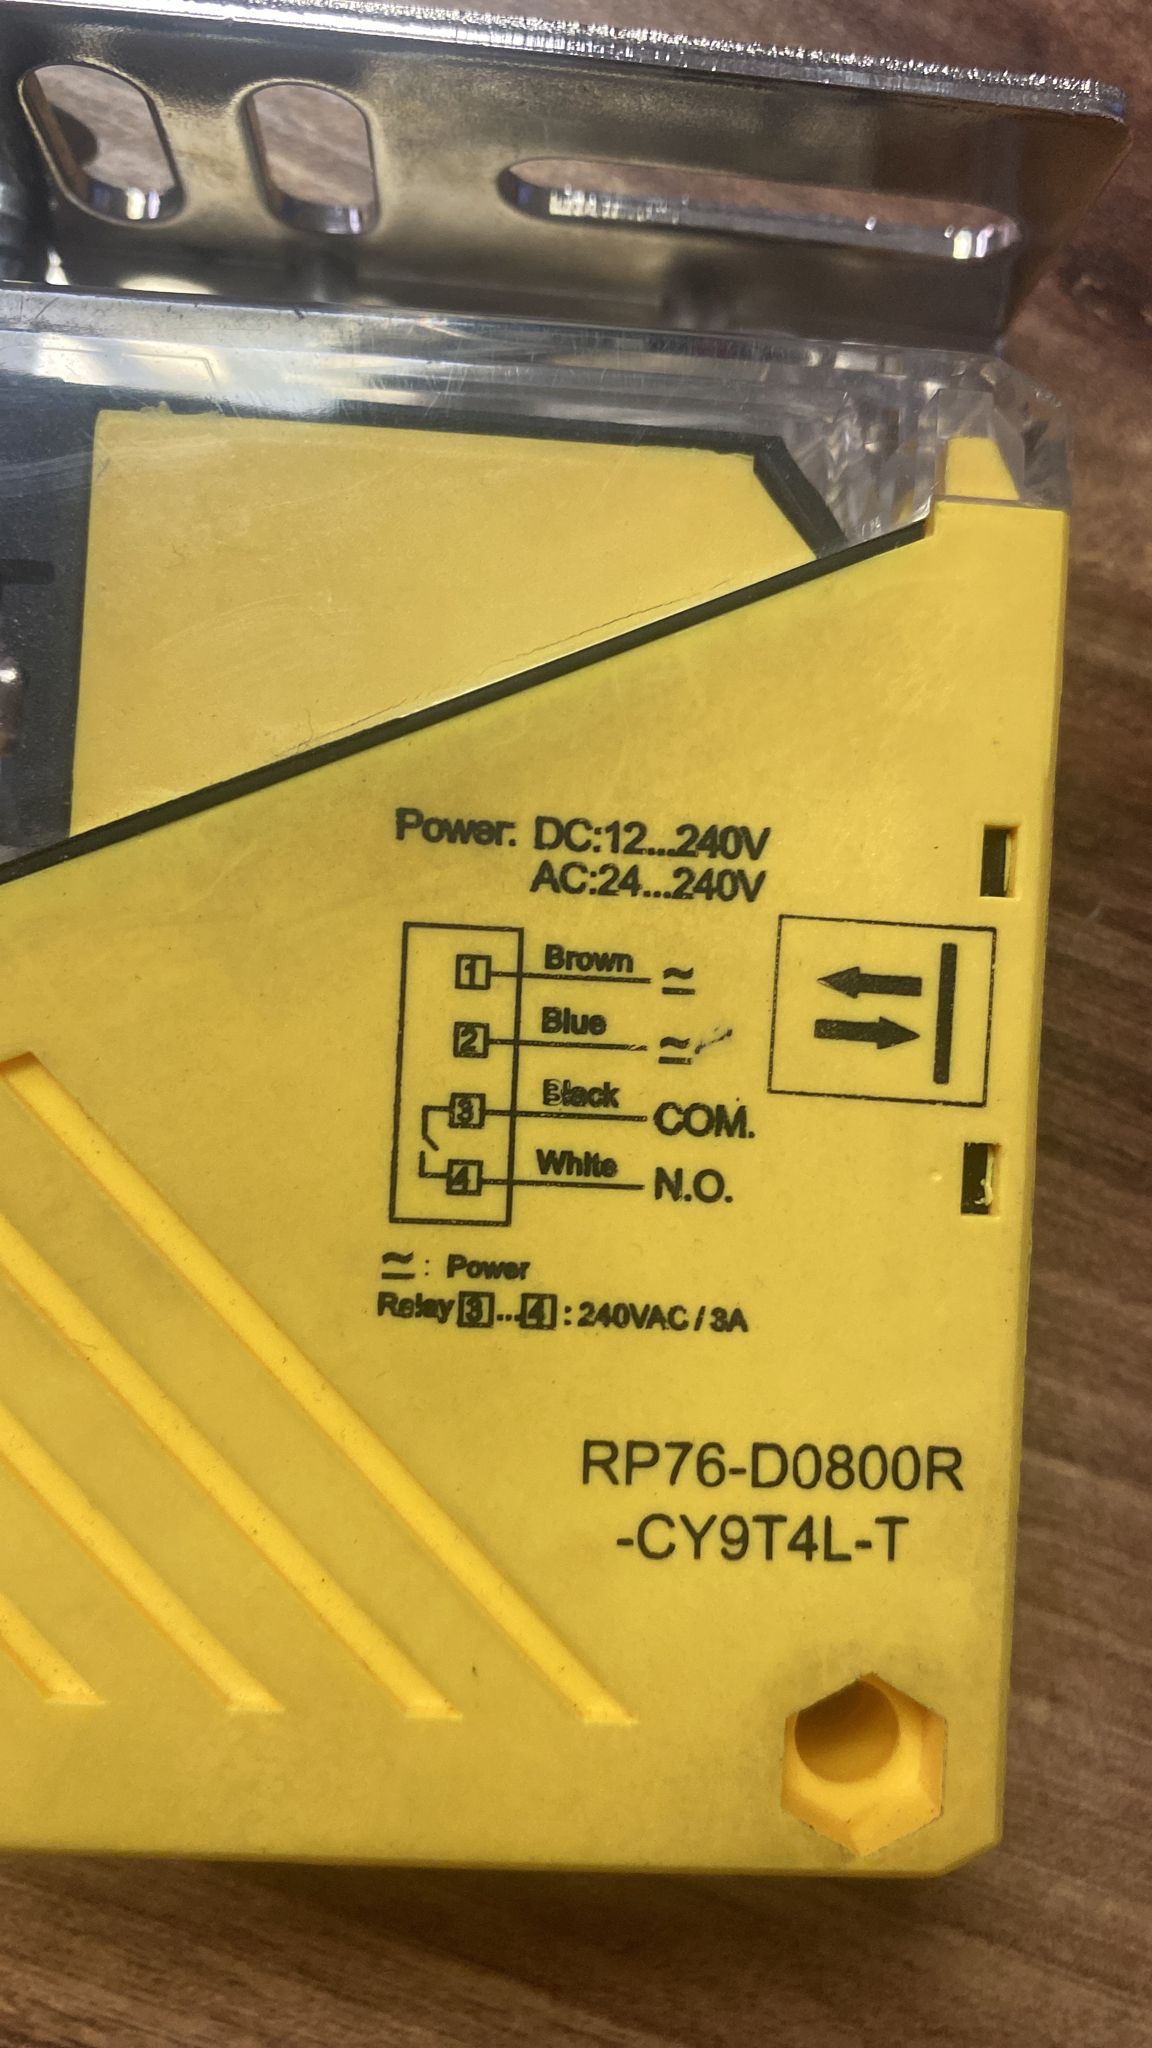 Power: DC:12...240V
AC:24...240V
1 Brown ≃
2 Blue ≃
3 Black COM.
4 White N.O.
≃ : Power
Relay 3...4 : 240VAC / 3A
RP76-D0800R
-CY9T4L-T